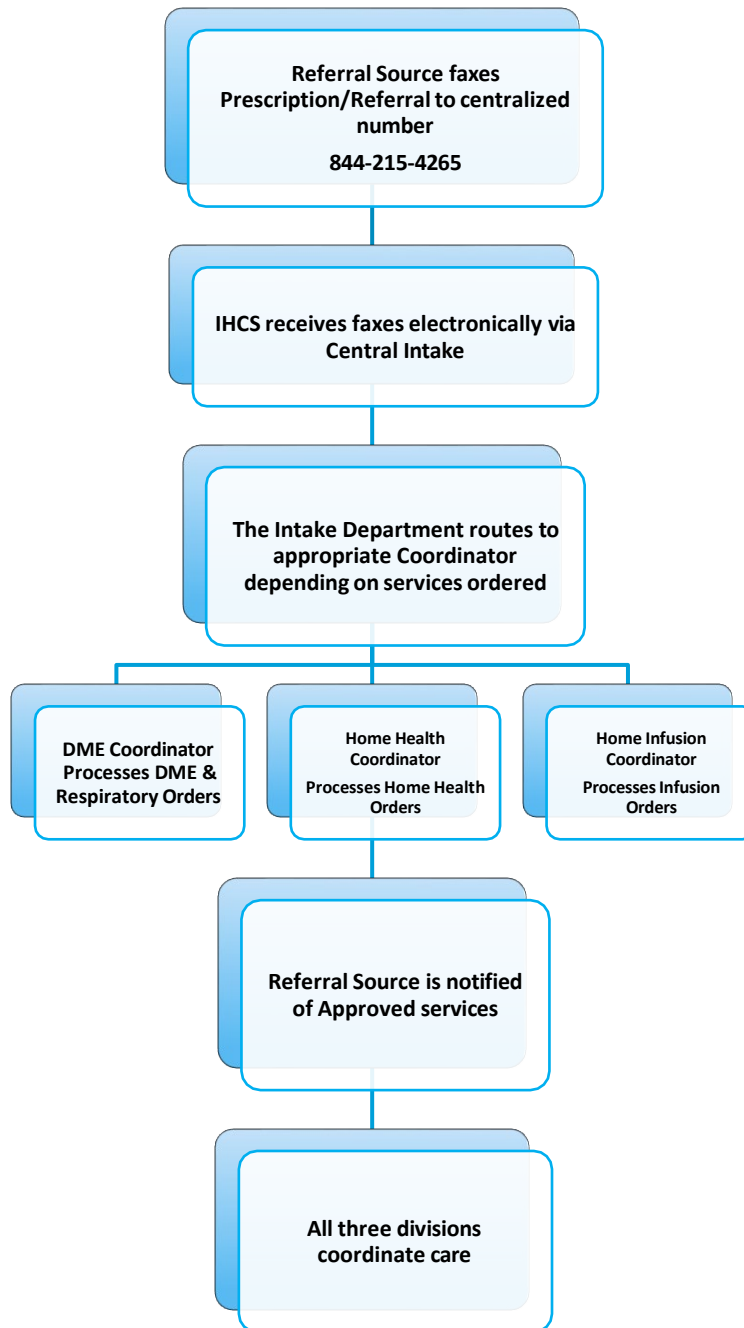 Referral Source faxes
Prescription/Referral to centralized
number
844-215-4265
IHCS receives faxes electronically via
Central Intake
The Intake Department routes to
appropriate Coordinator
depending on services ordered
DME Coordinator
Processes DME &
Respiratory Orders
Home Health
Coordinator
Processes Home Health
Orders
Home Infusion
Coordinator
Processes Infusion
Orders
Referral Source is notified
of Approved services
All three divisions
coordinate care